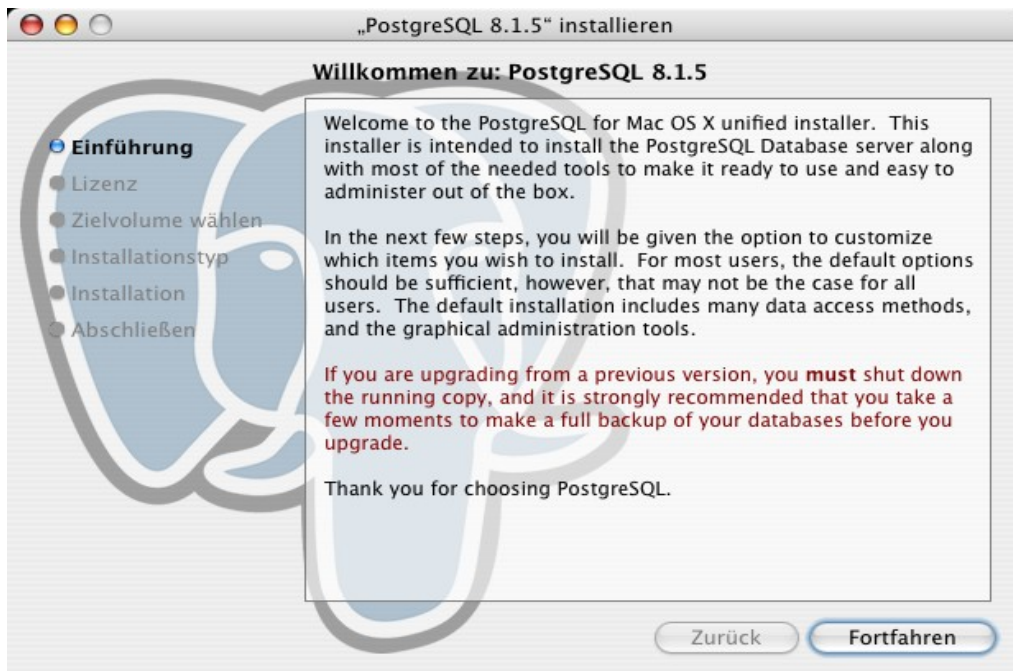 „PostgreSQL 8.1.5“ installieren
Willkommen zu: PostgreSQL 8.1.5
Einführung
Lizenz
Zielvolume wählen
Installationstyp
Installation
Abschließen
Welcome to the PostgreSQL for Mac OS X unified installer.  This
installer is intended to install the PostgreSQL Database server along
with most of the needed tools to make it ready to use and easy to
administer out of the box.
In the next few steps, you will be given the option to customize
which items you wish to install.  For most users, the default options
should be sufficient, however, that may not be the case for all
users.  The default installation includes many data access methods,
and the graphical administration tools.
If you are upgrading from a previous version, you must shut down
the running copy, and it is strongly recommended that you take a
few moments to make a full backup of your databases before you
upgrade.
Thank you for choosing PostgreSQL.
Zurück
Fortfahren